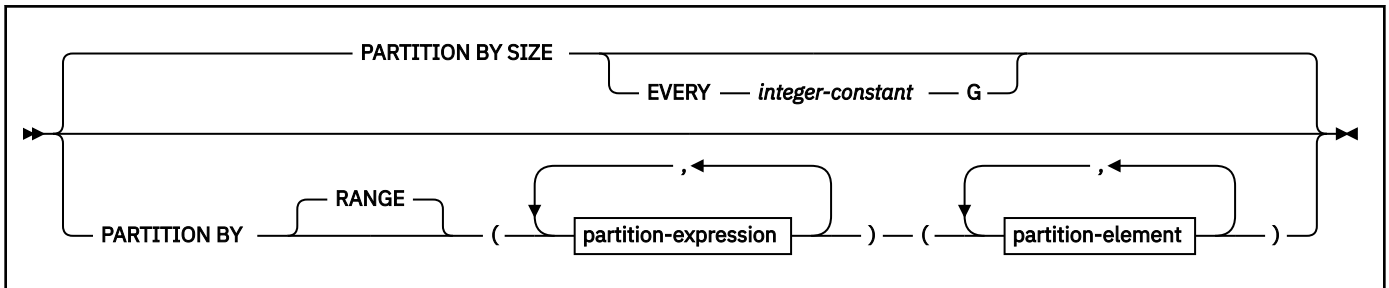 PARTITION BY SIZE
EVERY integer-constant G
, ,
RANGE
PARTITION BY ( partition-expression ) ( partition-element )